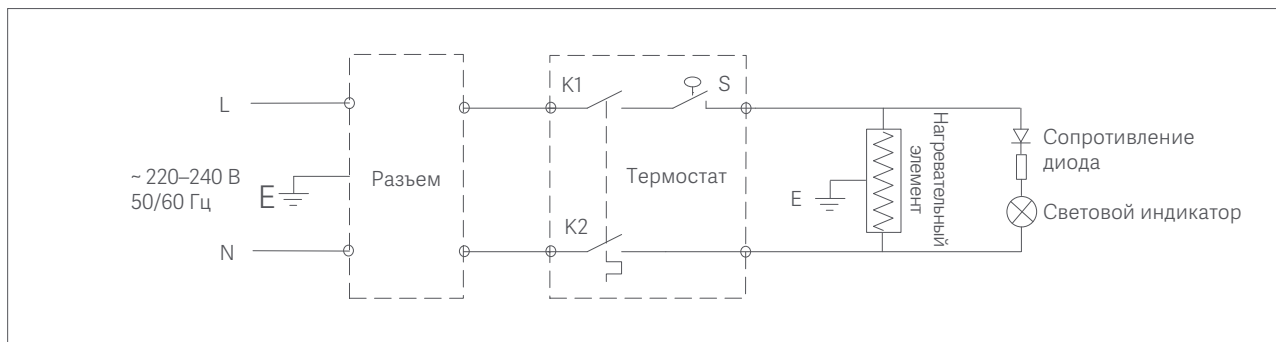 L
~ 220–240 В
50/60 Гц
E
N
Разъем
K1
S
Термостат
K2
E
Нагревательный
элемент
Сопротивление
диода
Световой индикатор